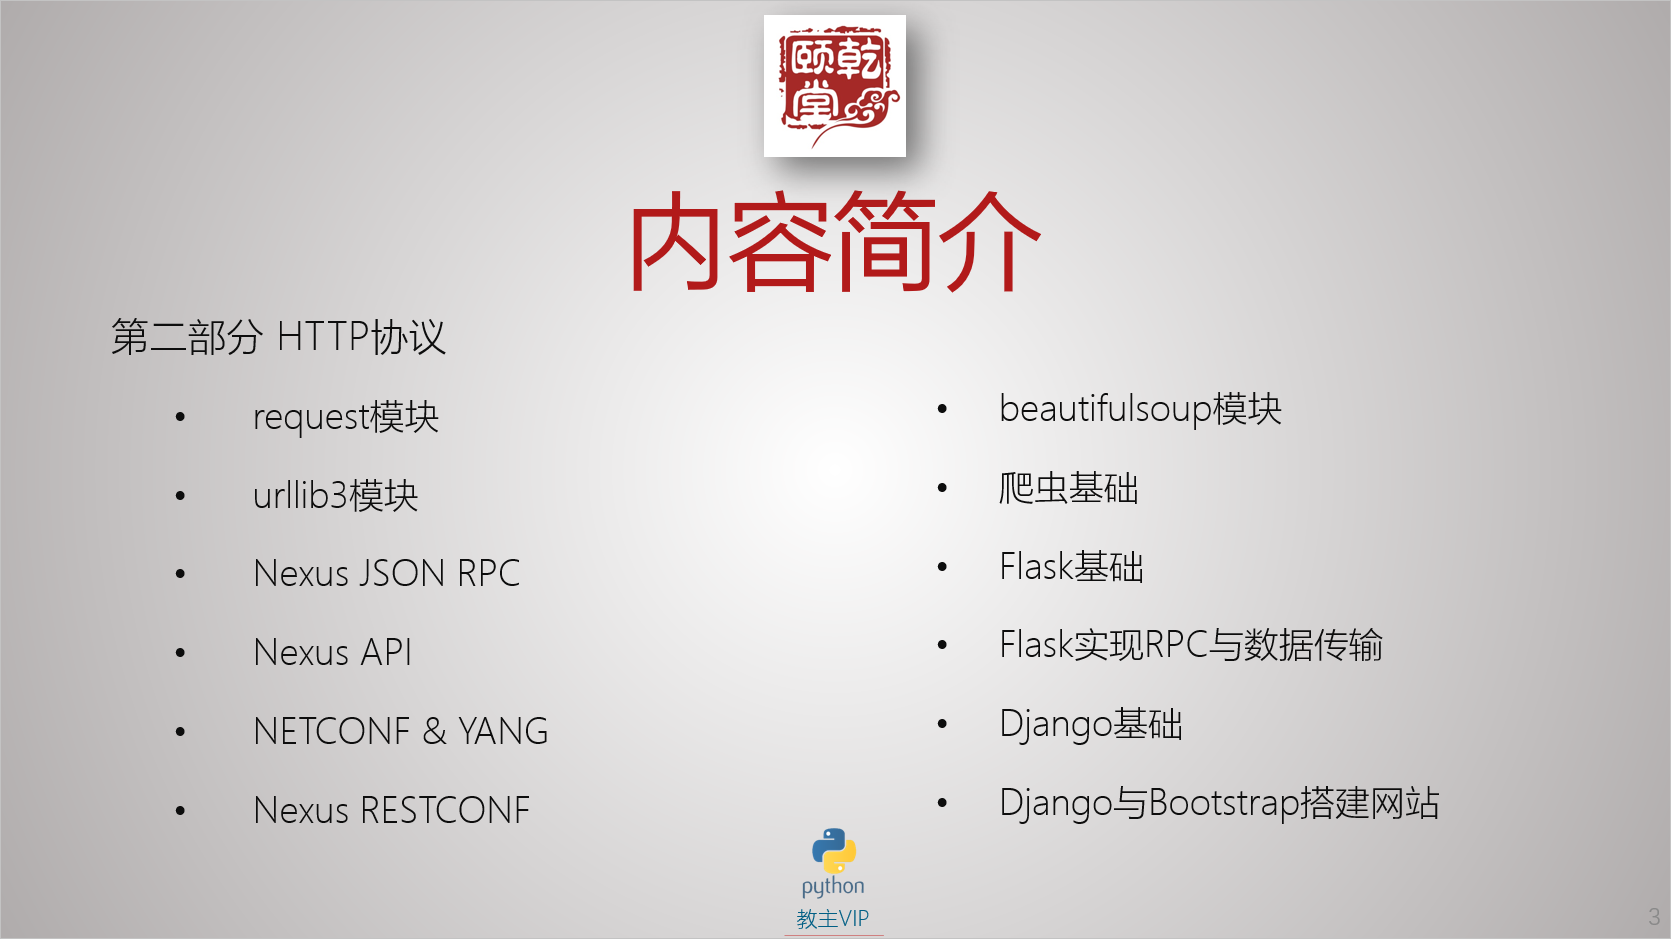 乾
颐
堂
内容简介
第二部分 HTTP协议
• request模块
• urllib3模块
• Nexus JSON RPC
• Nexus API
• NETCONF & YANG
• Nexus RESTCONF
• beautifulsoup模块
• 爬虫基础
• Flask基础
• Flask实现RPC与数据传输
• Django基础
• Django与Bootstrap搭建网站
python
教主VIP
3